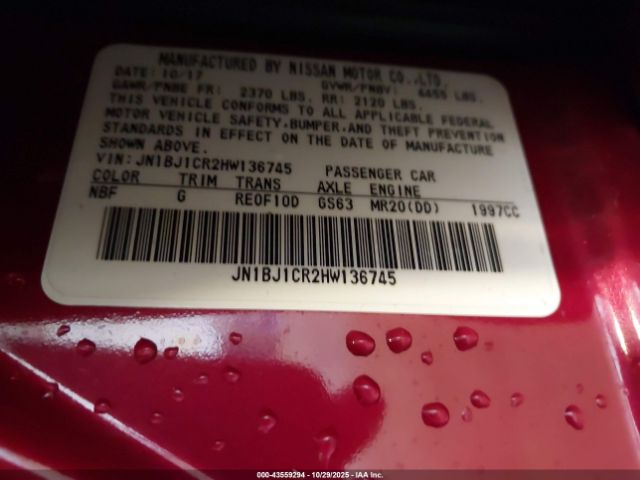 MANUFACTURED BY NISSAN MOTOR CO.,LTD.
DATE: 10/17 GVWR/PNBV: 4455 LBS.
GAWR/PNBE FR: 2370 LBS. RR: 2120 LBS.
THIS VEHICLE CONFORMS TO ALL APPLICABLE FEDERAL
MOTOR VEHICLE SAFETY,BUMPER,AND THEFT PREVENTION
STANDARDS IN EFFECT ON THE DATE OF MANUFACTURE
SHOWN ABOVE.
VIN: JN1BJ1CR2HW136745 PASSENGER CAR
COLOR TRIM TRANS AXLE ENGINE
NBF G RE0F10D GS63 MR20(DD) 1997CC
JN1BJ1CR2HW136745
000-43559294 - 10/29/2025 - IAA Inc.